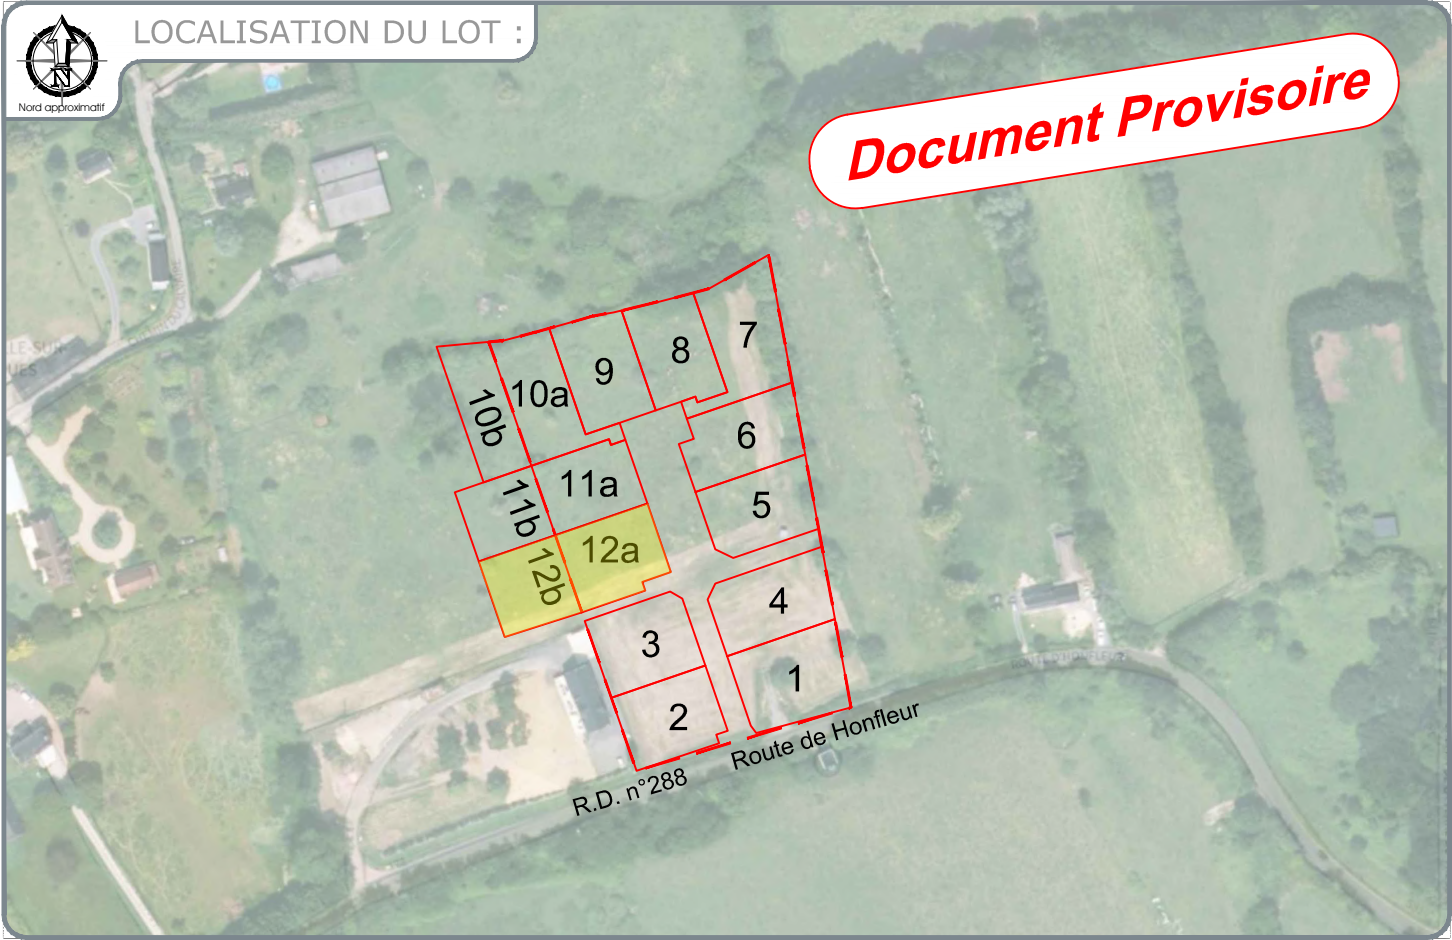 LOCALISATION DU LOT :
N
Nord approximatif
Document Provisoire
7
8
9
10a
10b
6
11a
11b
5
12a
12b
4
3
1
2
Route de Honfleur
R.D. n°288